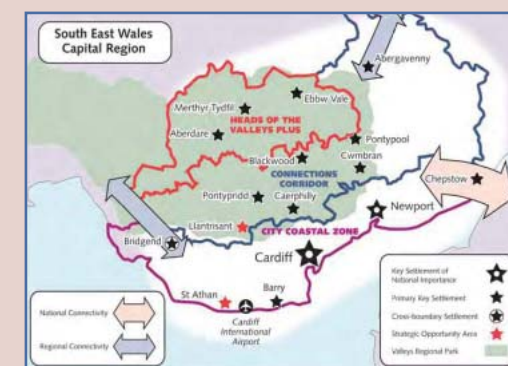 South East Wales
Capital Region
Abergavenny
Ebbw Vale
Merthyr Tydfil
HEADS OF THE
VALLEYS PLUS
Aberdare
Pontypool
Blackwood
Cwmbran
CONNECTIONS
CORRIDOR
Chepstow
Pontypridd
Caerphilly
Newport
Llantrisant
CITY COASTAL ZONE
Bridgend
Cardiff
St Athan
Barry
Cardiff
International
Airport
National Connectivity
Regional Connectivity
Key Settlement of
National Importance
Primary Key Settlement
Cross-boundary Settlement
Strategic Opportunity Area
Valleys Regional Park